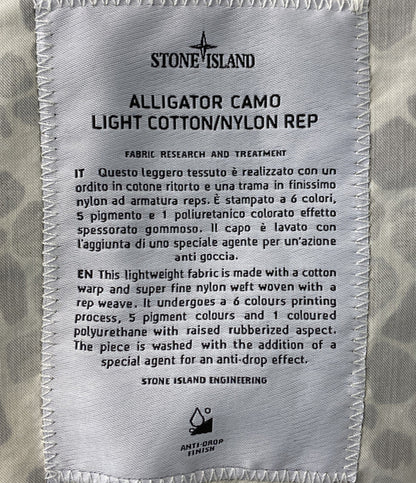 STONE ISLAND
ALLIGATOR CAMO
LIGHT COTTON/NYLON REP
FABRIC RESEARCH AND TREATMENT
IT Questo leggero tessuto è realizzato con un
ordito in cotone ritorto e una trama in finissimo
nylon ad armatura reps. È stampato a 6 colori,
5 pigmento e 1 poliuretanico colorato effetto
spessorato gommoso. Il capo è lavato con
l'aggiunta di uno speciale agente per un'azione
anti goccia.
EN This lightweight fabric is made with a cotton
warp and super fine nylon weft woven with a
rep weave. It undergoes a 6 colours printing
process, 5 pigment colours and 1 coloured
polyurethane with raised rubberized aspect.
The piece is washed with the addition of a
special agent for an anti-drop effect.
STONE ISLAND ENGINEERING
ANTI-DROP
FINISH